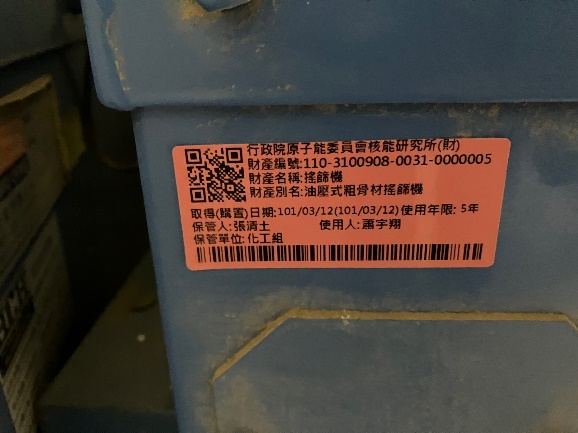 行政院原子能委員會核能研究所(財)
財產編號:110-3100908-0031-0000005
財產名稱:搖篩機
財產別名:油壓式粗骨材搖篩機
取得(購置)日期:101/03/12(101/03/12)使用年限: 5年
保管人:張清土 使用人:蕭宇翔
保管單位:化工組